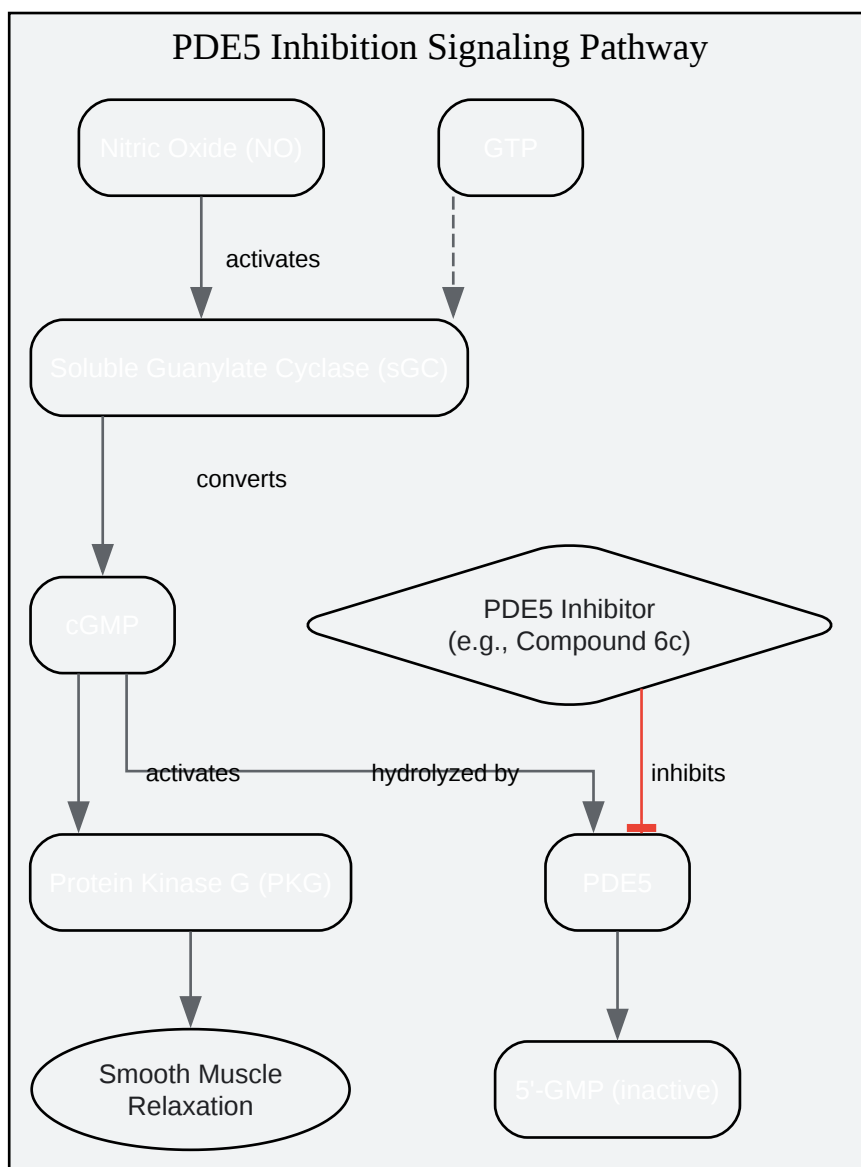 PDE5 Inhibition Signaling Pathway
Nitric Oxide (NO)
GTP
activates
Soluble Guanylate Cyclase (sGC)
converts
cGMP
PDE5 Inhibitor
(e.g., Compound 6c)
activates
hydrolyzed by
inhibits
Protein Kinase G (PKG)
PDE5
Smooth Muscle
Relaxation
5'-GMP (inactive)